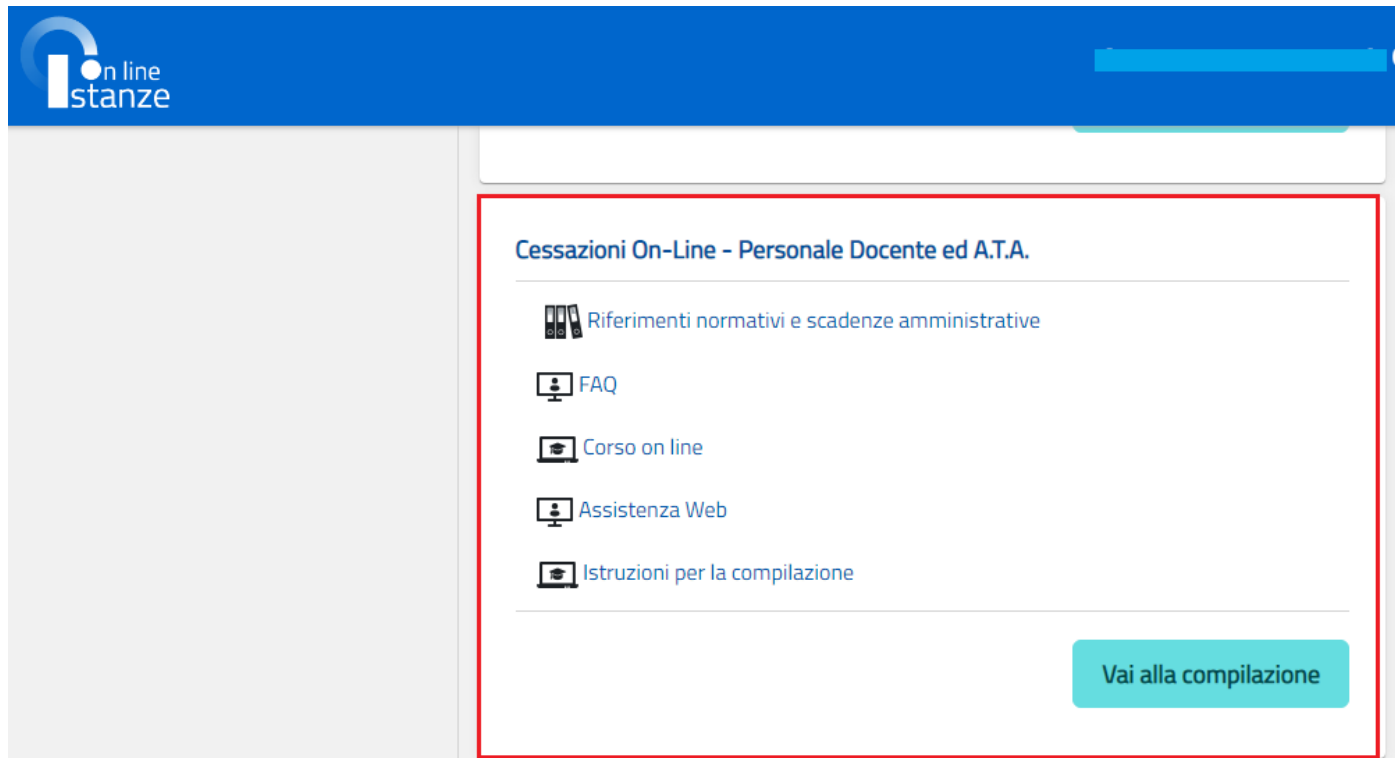 On line
Istanze
Cessazioni On-Line - Personale Docente ed A.T.A.
Riferimenti normativi e scadenze amministrative
FAQ
Corso on line
Assistenza Web
Istruzioni per la compilazione
Vai alla compilazione